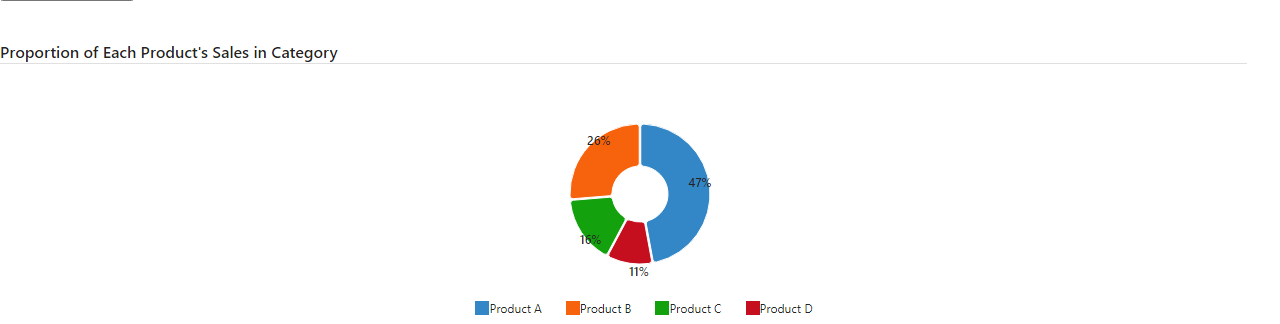 Proportion of Each Product's Sales in Category
26%
47%
16%
11%
Product A Product B Product C Product D